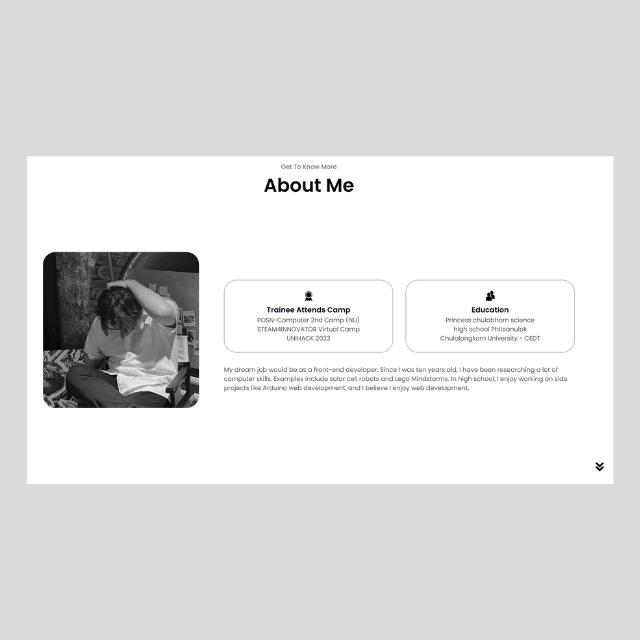 Get To Know More
About Me
Trainee Attends Camp
POSN-Computer 2nd Camp (NU)
STEAM4INNOVATOR Virtual Camp
UNIHACK 2023
Education
Princess chulabhorn science
high school Phitsanulok
Chulalongkorn University - CEDT
My dream job would be as a front-end developer. Since I was ten years old, I have been researching a lot of
computer skills. Examples include solar cell robots and Lego Mindstorms. In high school, I enjoy working on side
projects like Arduino web development, and I believe I enjoy web development.